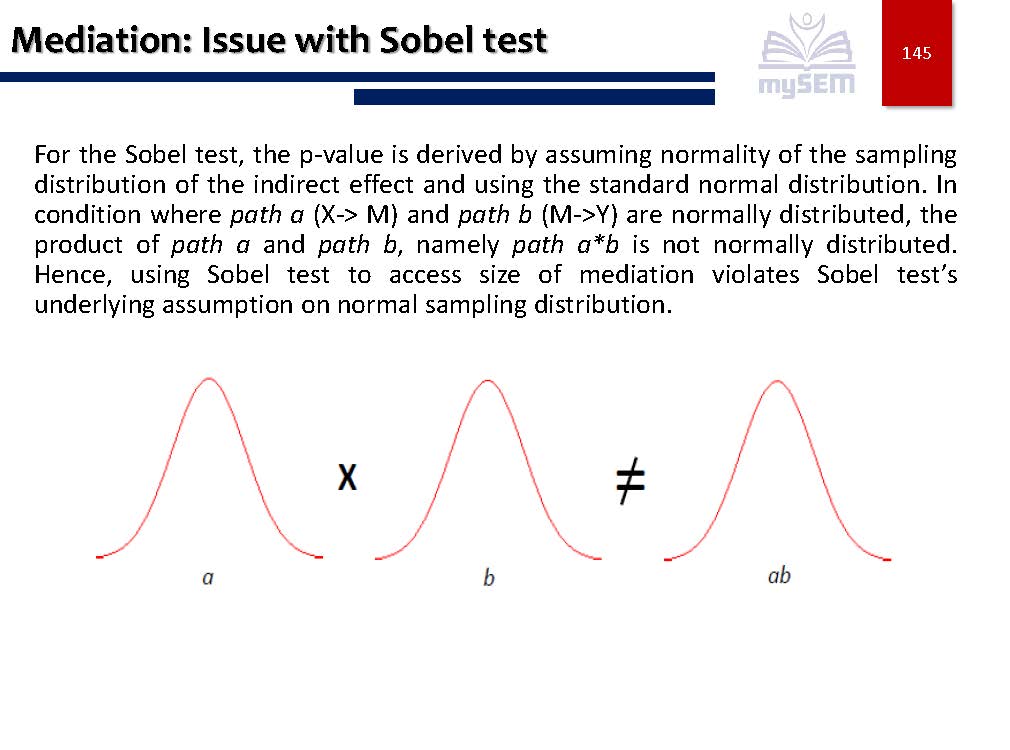 Mediation: Issue with Sobel test
mySEM
145
For the Sobel test, the p-value is derived by assuming normality of the sampling
distribution of the indirect effect and using the standard normal distribution. In
condition where path a (X-> M) and path b (M->Y) are normally distributed, the
product of path a and path b, namely path a*b is not normally distributed.
Hence, using Sobel test to access size of mediation violates Sobel test’s
underlying assumption on normal sampling distribution.
x ≠
a b ab